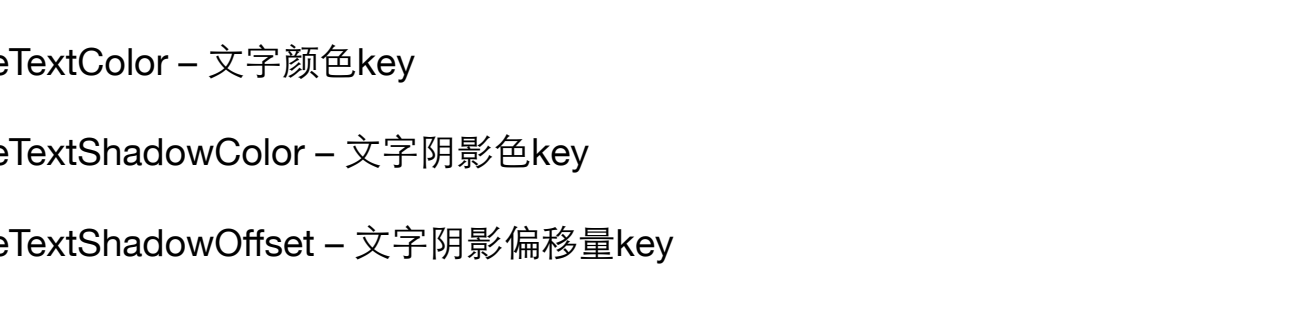 eTextColor – 文字颜色key
eTextShadowColor – 文字阴影色key
eTextShadowOffset – 文字阴影偏移量key